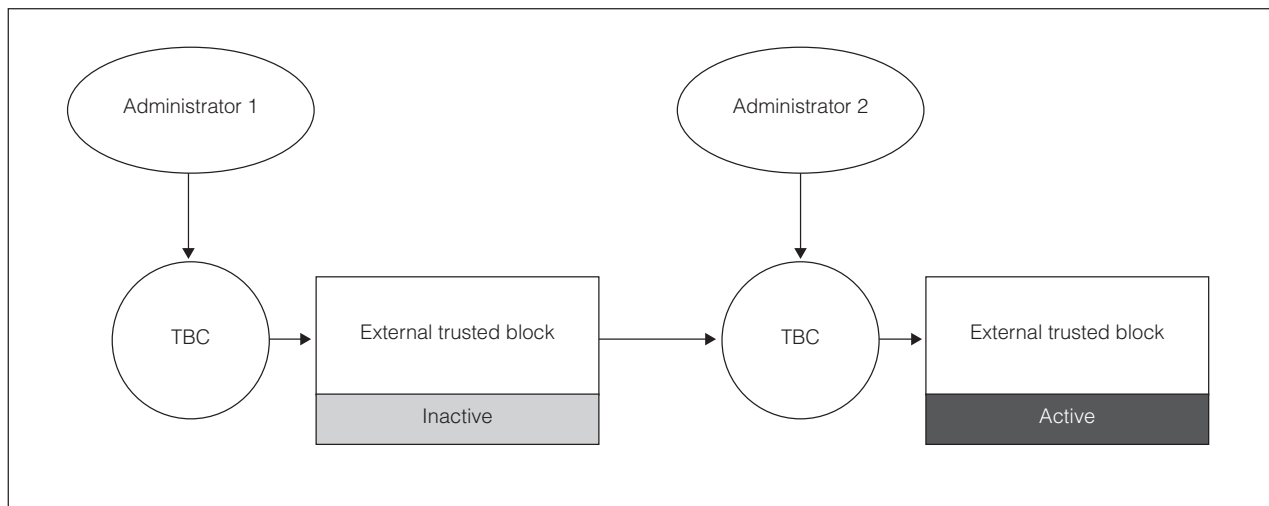 Administrator 1
Administrator 2
TBC
External trusted block
Inactive
TBC
External trusted block
Active